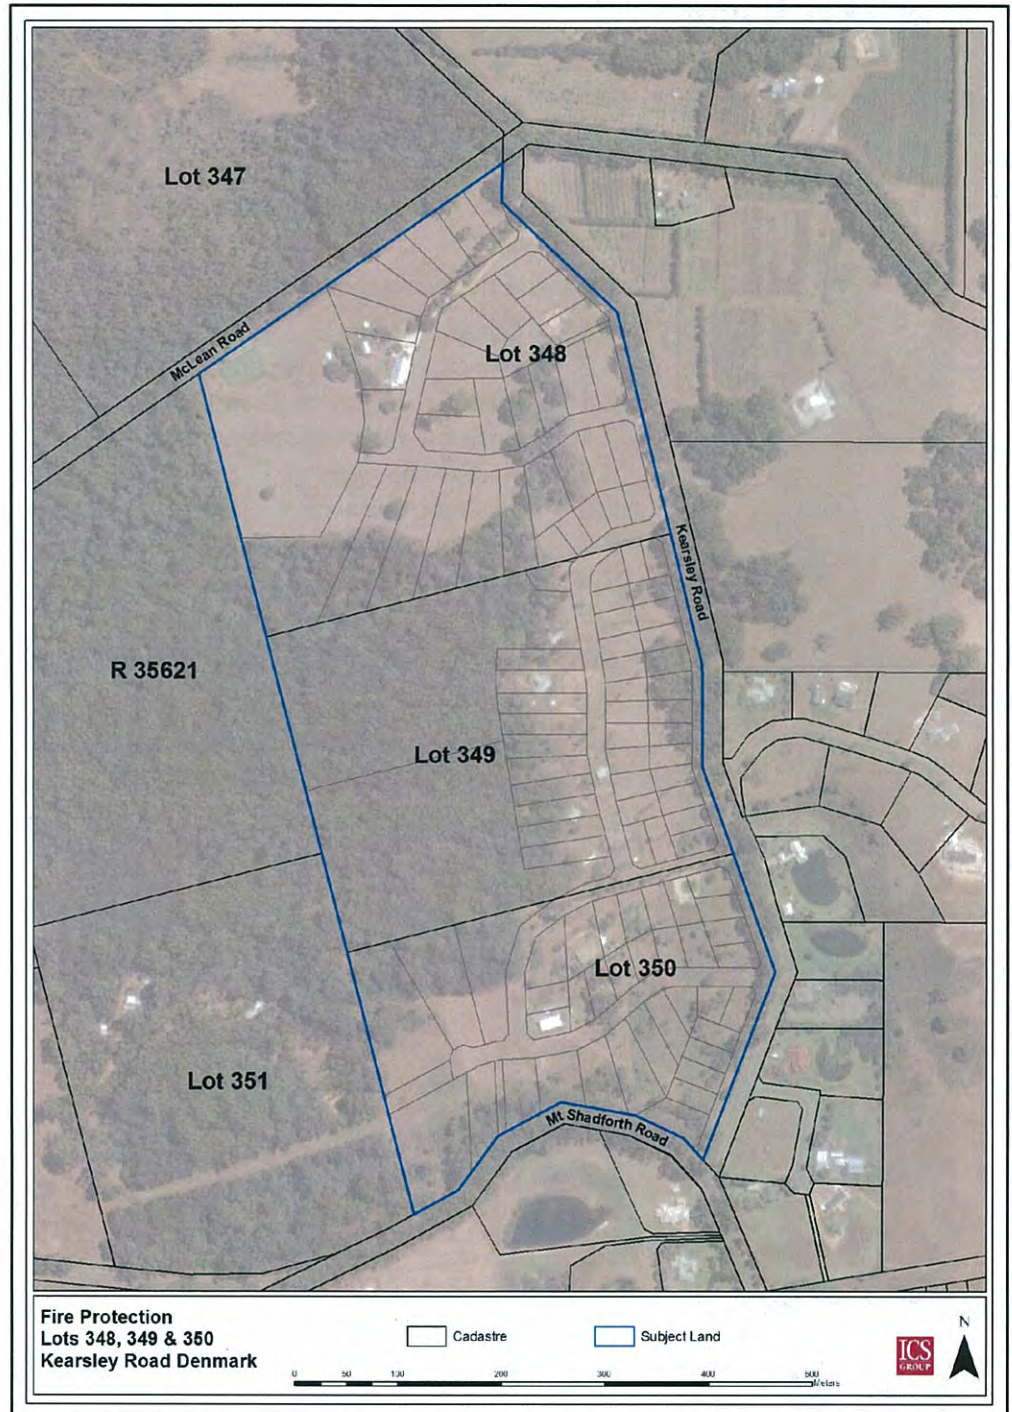 Lot 347
McLean Road
Lot 348
Kearsley Road
R 35621
Lot 349
Lot 350
Lot 351
Mt Shadforth Road
Fire Protection
Lots 348, 349 & 350
Kearsley Road Denmark
Cadastre
Subject Land
ICS
GROUP
N
0 50 100 200 300 400 500
Meters